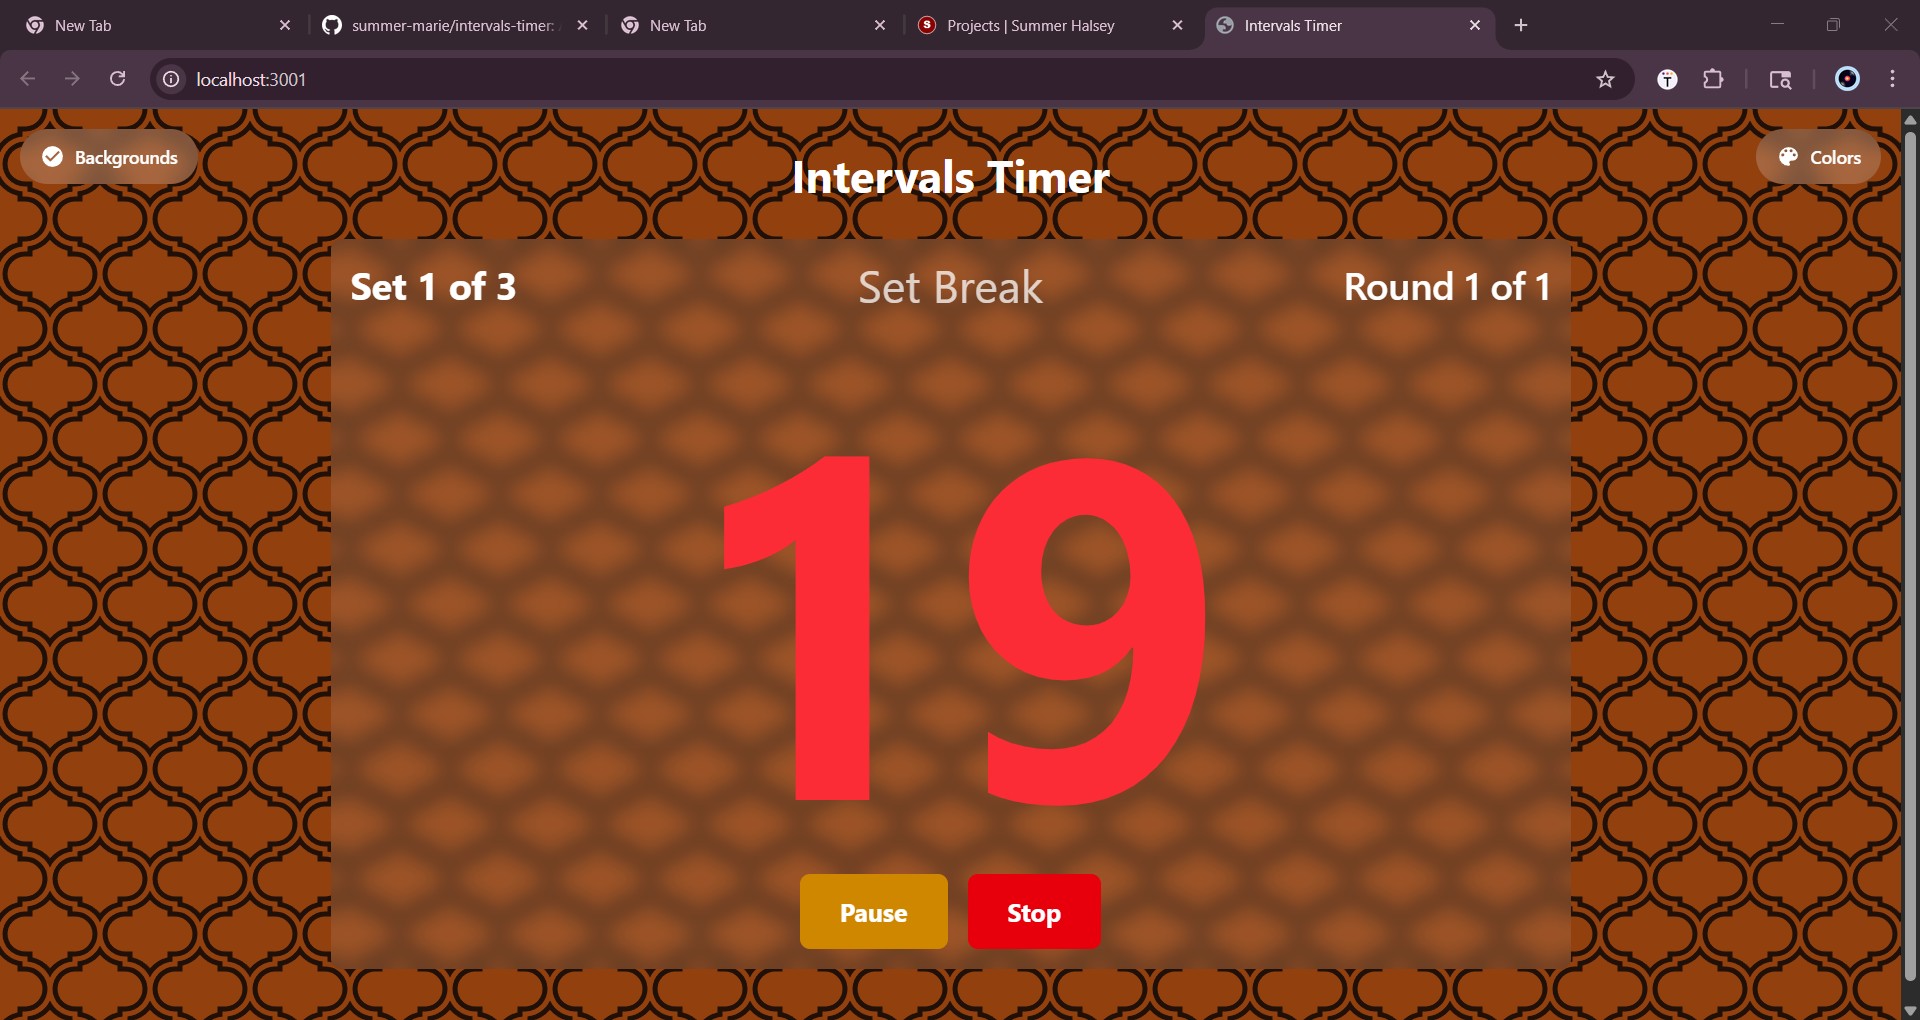 New Tab
summer-marie/intervals-timer:
New Tab
Projects | Summer Halsey
Intervals Timer
localhost:3001
Backgrounds
Colors
Intervals Timer
Set 1 of 3
Set Break
Round 1 of 1
19
Pause
Stop